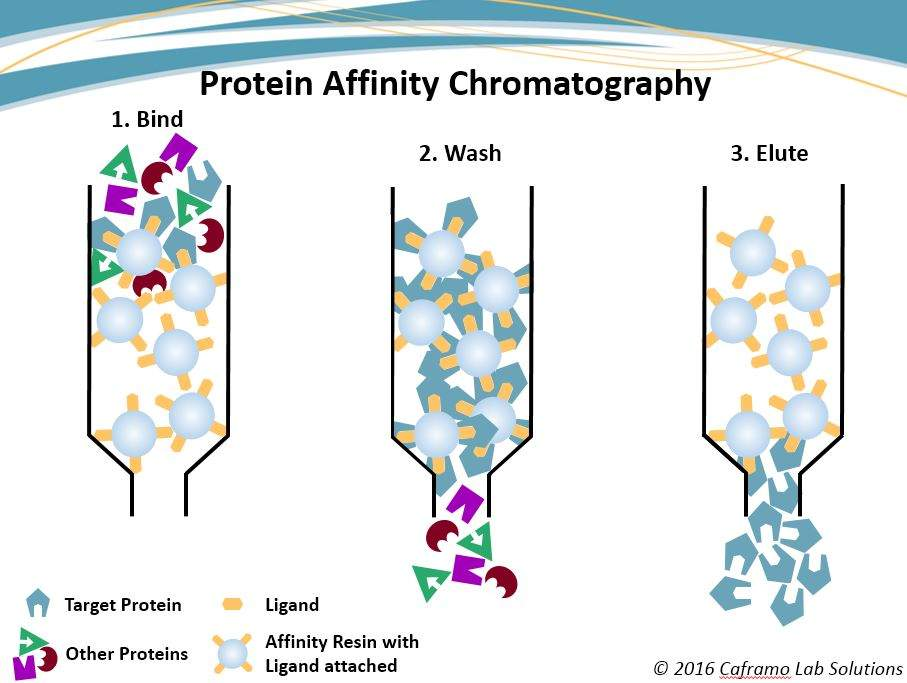 Protein Affinity Chromatography
1. Bind
2. Wash
3. Elute
Target Protein
Ligand
Other Proteins
Affinity Resin with
Ligand attached
© 2016 Caframo Lab Solutions